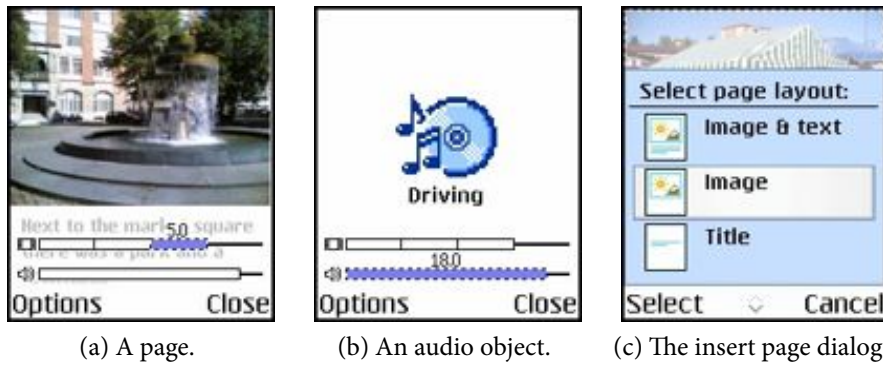 Next to the market square
5.0
there was a park and a
Options Close
(a) A page.
Driving
18.0
Options Close
(b) An audio object.
Select page layout:
Image & text
Image
Title
Select Cancel
(c) The insert page dialog